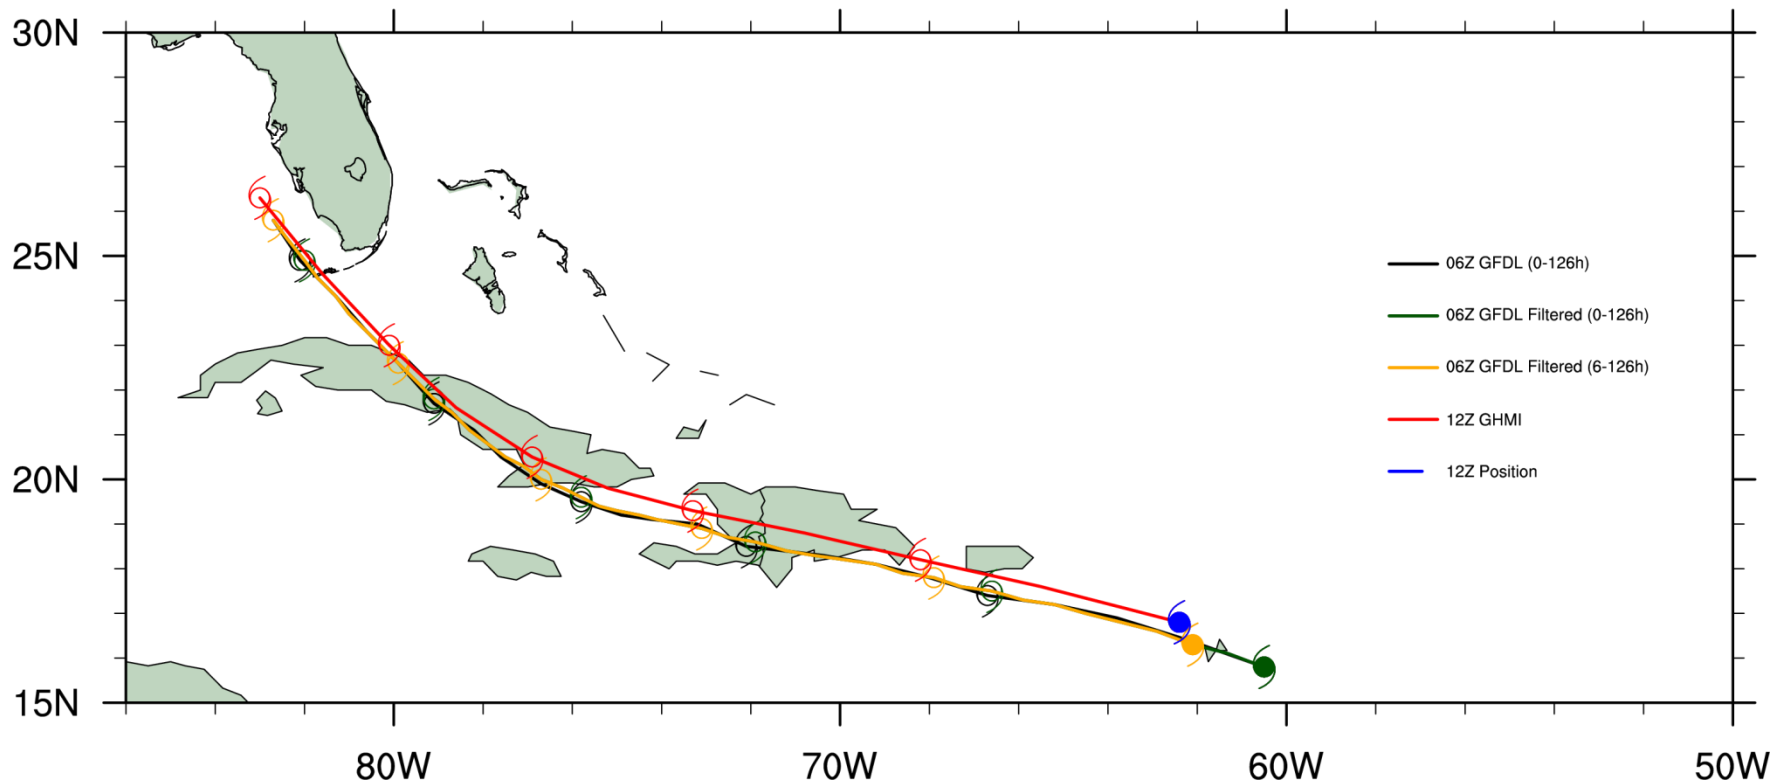 30N
25N
20N
15N
06Z GFDL (0-126h)
06Z GFDL Filtered (0-126h)
06Z GFDL Filtered (6-126h)
12Z GHMI
12Z Position
80W
70W
60W
50W